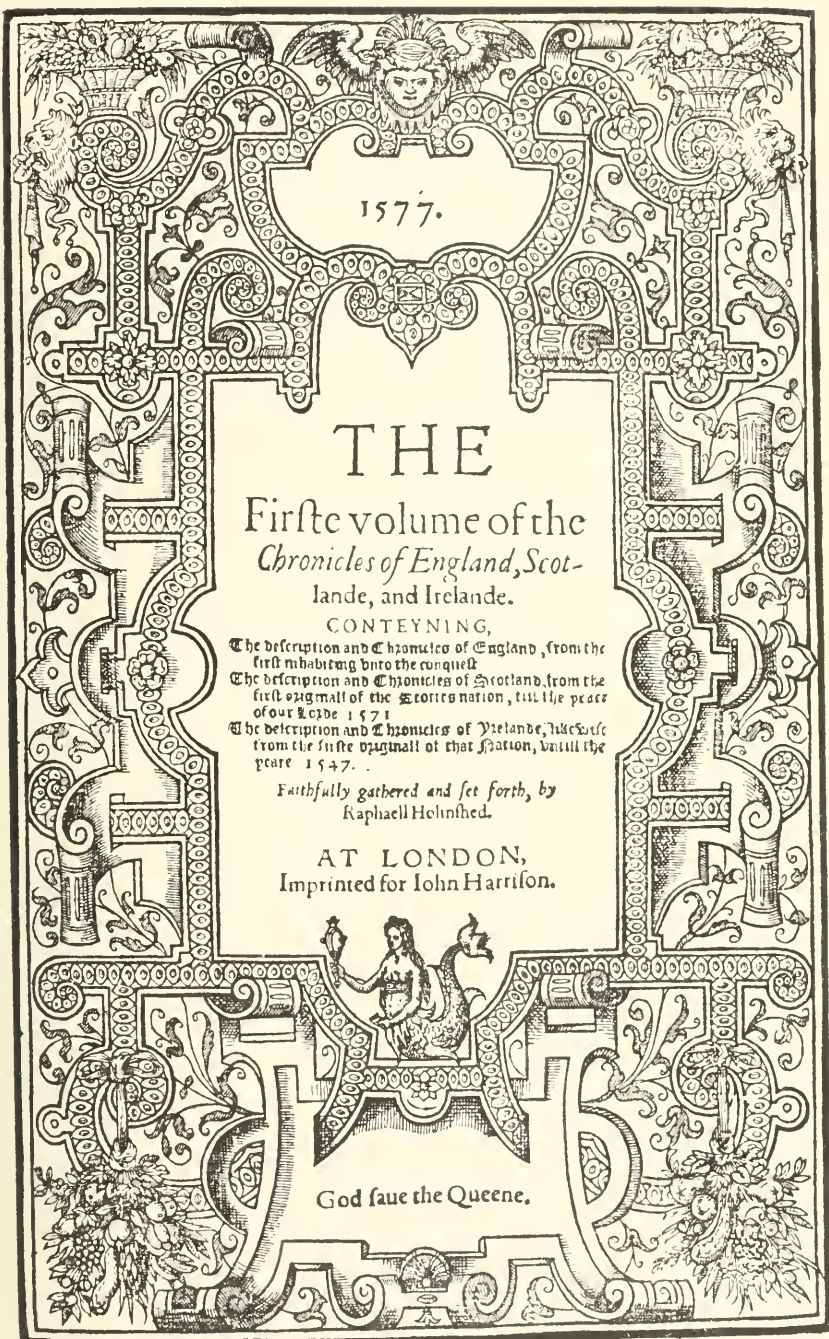 1577.
THE
Firſte volume of the
Chronicles of England, Scot-
lande, and Irelande.
CONTEYNING,
The deſcription and Chronicles of England, from the
firſt inhabiting vnto the conqueſt
The deſcription and Chronicles of Scotland, from the
firſt originall of the Scottes nation, till the yeare
of our Lorde 1571
The deſcription and Chronicles of Yrelande, likewiſe
from the firſte originall of that Nation, vntill the
yeare 1547.
Faithfully gathered and ſet forth, by
Raphaell Holinſhed.
AT LONDON,
Imprinted for Iohn Harriſon.
God ſaue the Queene.